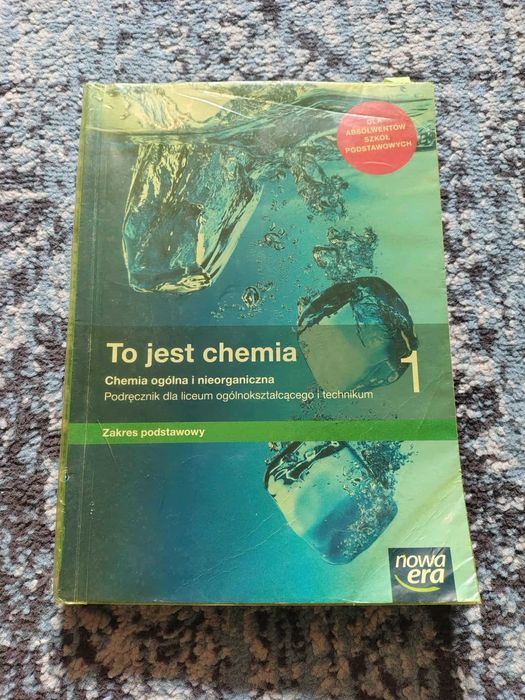 DLA
ABSOLWENTÓW
SZKÓŁ
PODSTAWOWYCH
To jest chemia
1
Chemia ogólna i nieorganiczna
Podręcznik dla liceum ogólnokształcącego i technikum
Zakres podstawowy
nowa
era